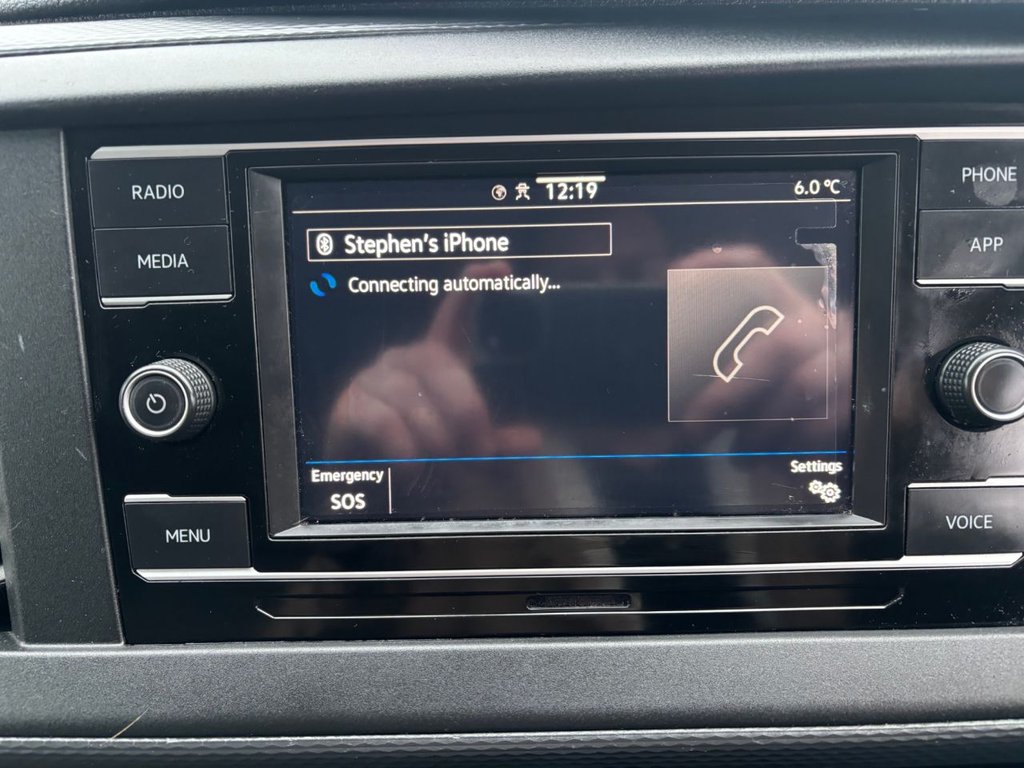 RADIO
MEDIA
MENU
12:19
6.0 °C
Stephen's iPhone
Connecting automatically...
Emergency
SOS
Settings
PHONE
APP
VOICE